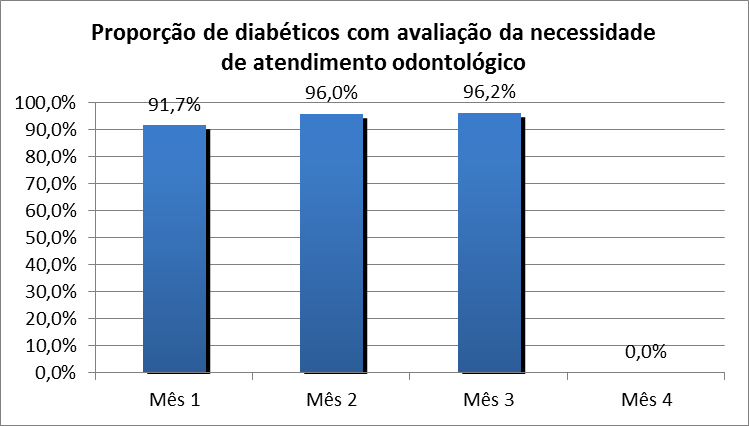 Proporção de diabéticos com avaliação da necessidade
de atendimento odontológico
100,0%
90,0%
80,0%
70,0%
60,0%
50,0%
40,0%
30,0%
20,0%
10,0%
0,0%
91,7%
96,0%
96,2%
0,0%
Mês 1
Mês 2
Mês 3
Mês 4